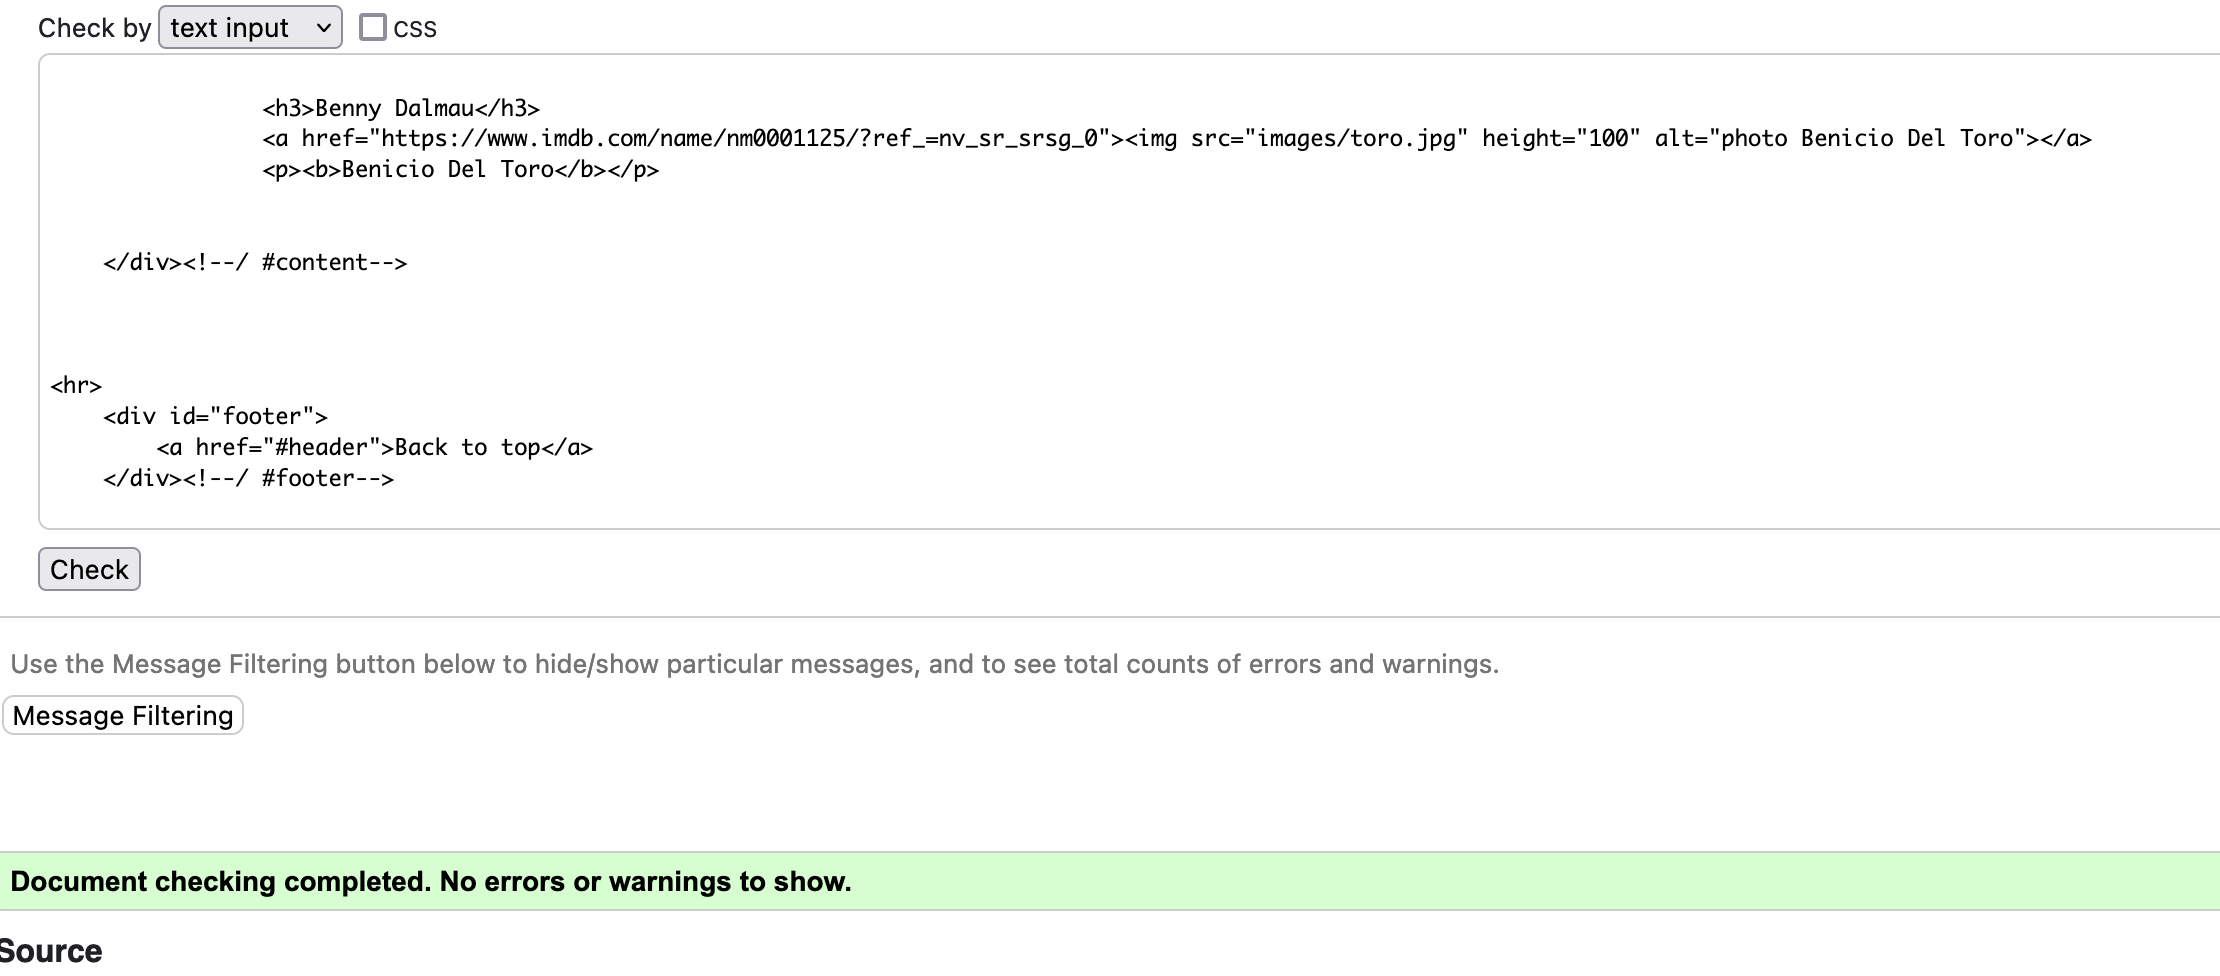 Check by text input CSS
<h3>Benny Dalmau</h3>
<a href="https://www.imdb.com/name/nm0001125/?ref_=nv_sr_srsg_0"><img src="images/toro.jpg" height="100" alt="photo Benicio Del Toro"></a>
<p><b>Benicio Del Toro</b></p>
</div><!--/ #content-->
<hr>
<div id="footer">
<a href="#header">Back to top</a>
</div><!--/ #footer-->
Check
Use the Message Filtering button below to hide/show particular messages, and to see total counts of errors and warnings.
Message Filtering
Document checking completed. No errors or warnings to show.
Source